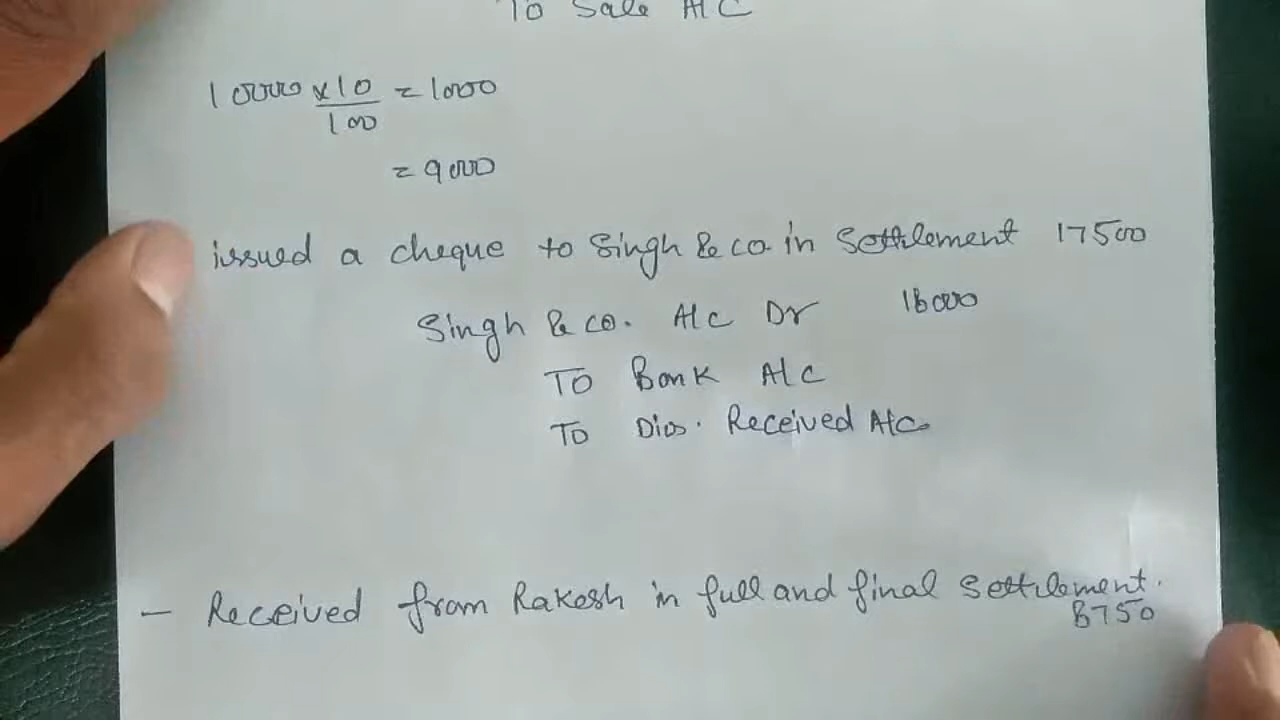 To Sale A/C
10000 x 10 = 1000
100
= 9000
issued a cheque to Singh & co. in Settlement 17500
Singh & co. A/c Dr 18000
TO Bank A/C
TO Dis. Received A/C
- Received from Rakesh in full and final Settlement.
8750